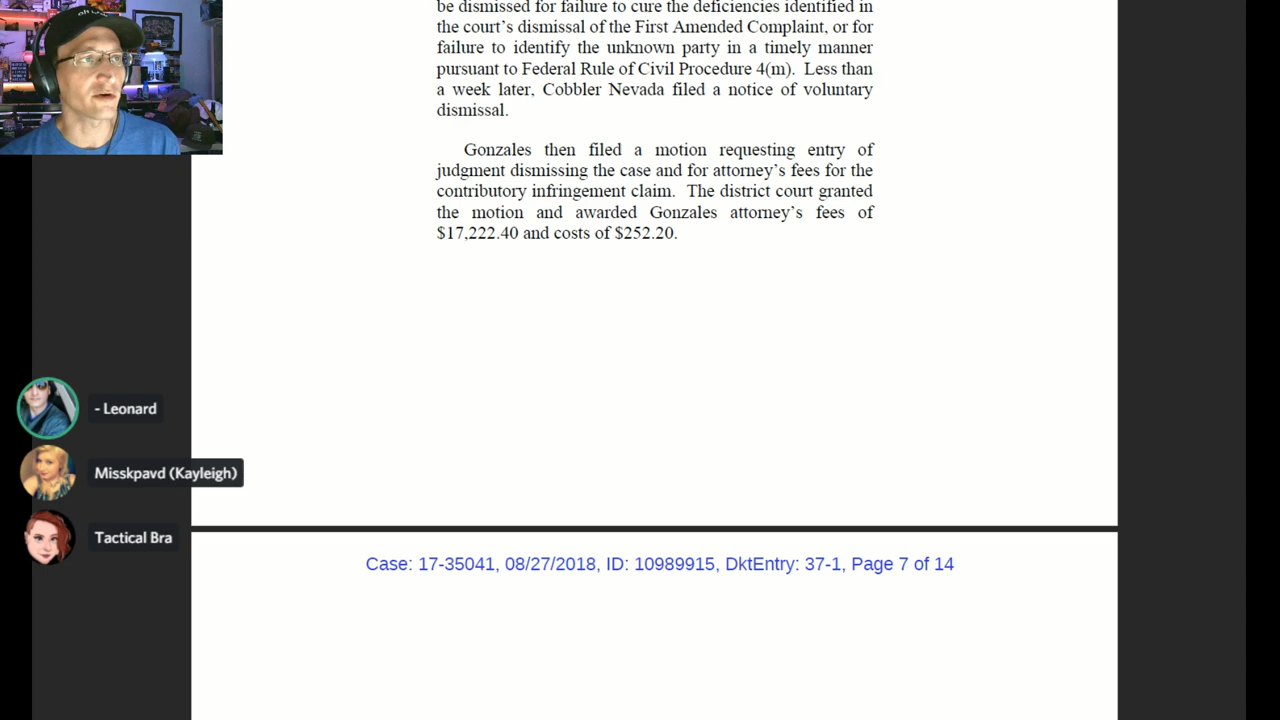 be dismissed for failure to cure the deficiencies identified in
the court's dismissal of the First Amended Complaint, or for
failure to identify the unknown party in a timely manner
pursuant to Federal Rule of Civil Procedure 4(m). Less than
a week later, Cobbler Nevada filed a notice of voluntary
dismissal.
Gonzales then filed a motion requesting entry of
judgment dismissing the case and for attorney's fees for the
contributory infringement claim. The district court granted
the motion and awarded Gonzales attorney's fees of
$17,222.40 and costs of $252.20.
- Leonard
Misskpavd (Kayleigh)
Tactical Bra
Case: 17-35041, 08/27/2018, ID: 10989915, DktEntry: 37-1, Page 7 of 14